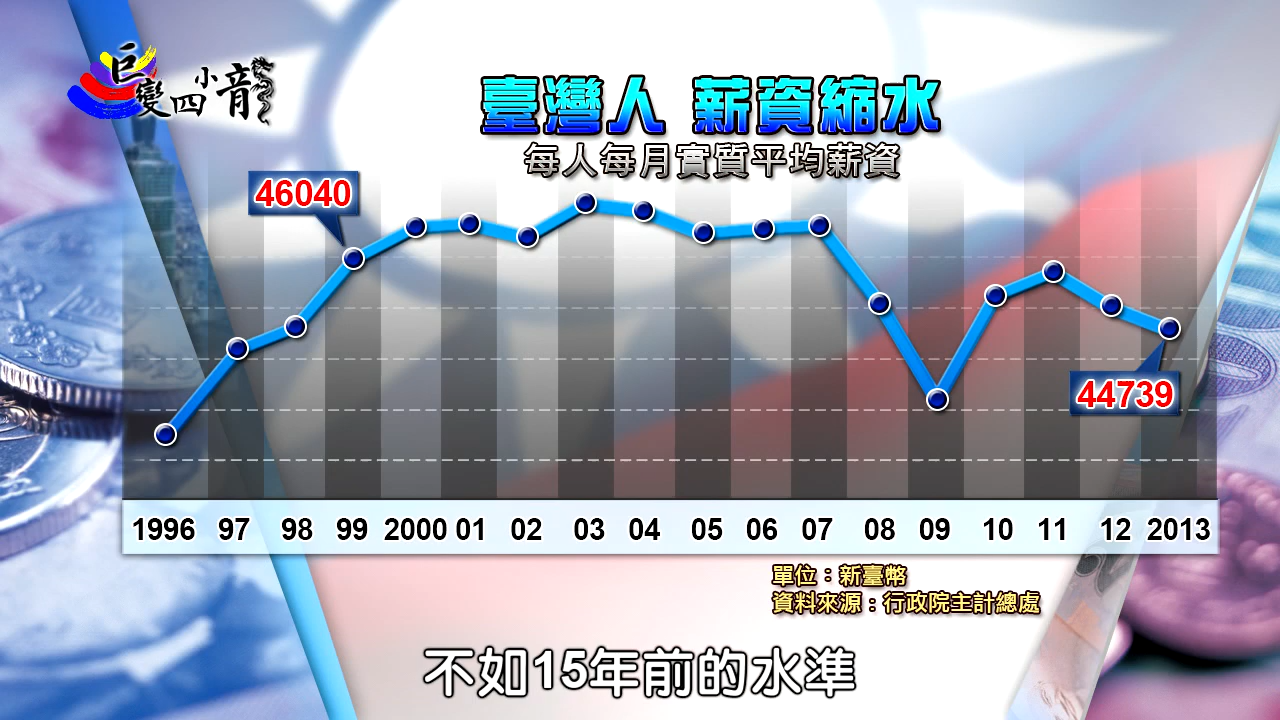 巨變四小音
臺灣人 薪資縮水
每人每月實質平均薪資
46040
44739
1996 97 98 99 2000 01 02 03 04 05 06 07 08 09 10 11 12 2013
單位：新臺幣
資料來源：行政院主計總處
不如15年前的水準